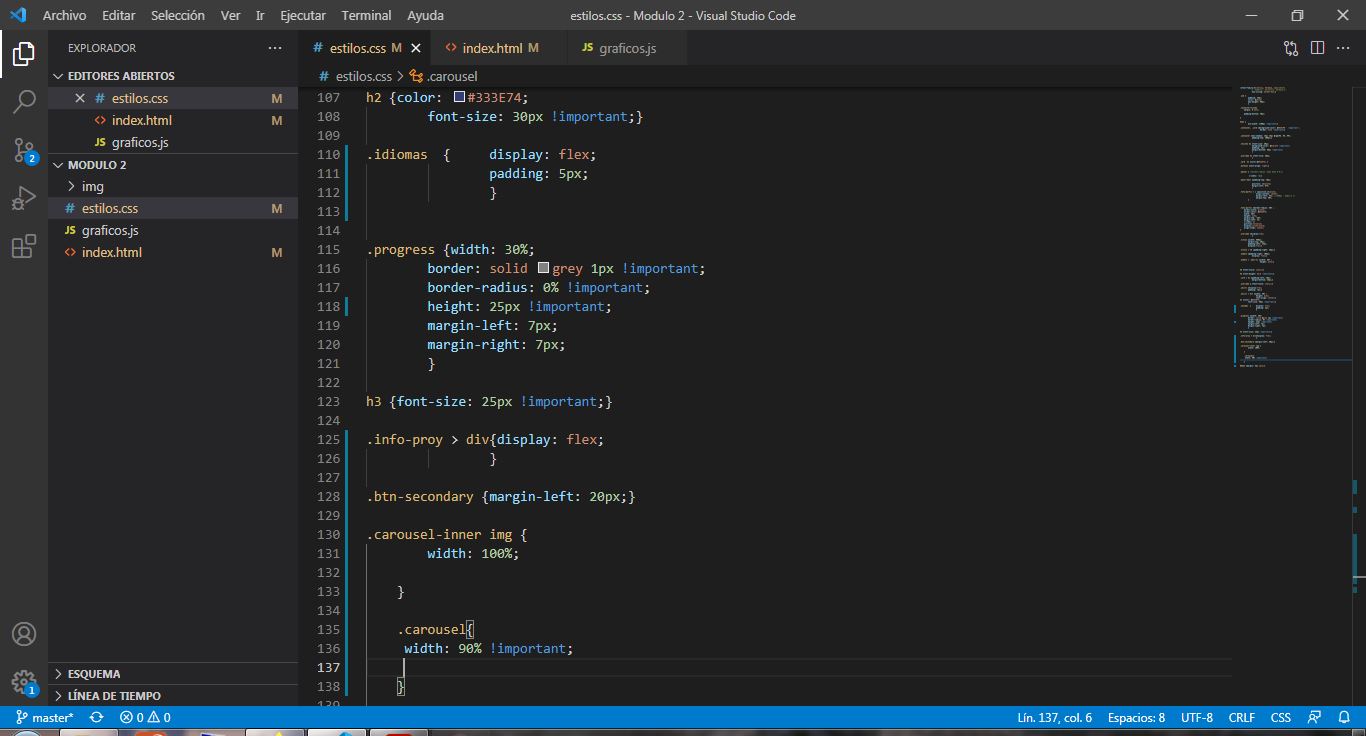 Archivo Editar Selección Ver Ir Ejecutar Terminal Ayuda
estilos.css - Modulo 2 - Visual Studio Code
EXPLORADOR
EDITORES ABIERTOS
# estilos.css M
<> index.html M
JS graficos.js
MODULO 2
img
# estilos.css M
JS graficos.js
<> index.html M
ESQUEMA
LÍNEA DE TIEMPO
2
1
# estilos.css M
<> index.html M
JS graficos.js
# estilos.css > .carousel
107 h2 {color: #333E74;
108 font-size: 30px !important;}
109
110 .idiomas { display: flex;
111 padding: 5px;
112 }
113
114
115 .progress {width: 30%;
116 border: solid grey 1px !important;
117 border-radius: 0% !important;
118 height: 25px !important;
119 margin-left: 7px;
120 margin-right: 7px;
121 }
122
123 h3 {font-size: 25px !important;}
124
125 .info-proy > div{display: flex;
126 }
127
128 .btn-secondary {margin-left: 20px;}
129
130 .carousel-inner img {
131 width: 100%;
132
133 }
134
135 .carousel{
136 width: 90% !important;
137
138 }
139
master* 0 0
Lín. 137, col. 6 Espacios: 8 UTF-8 CRLF CSS